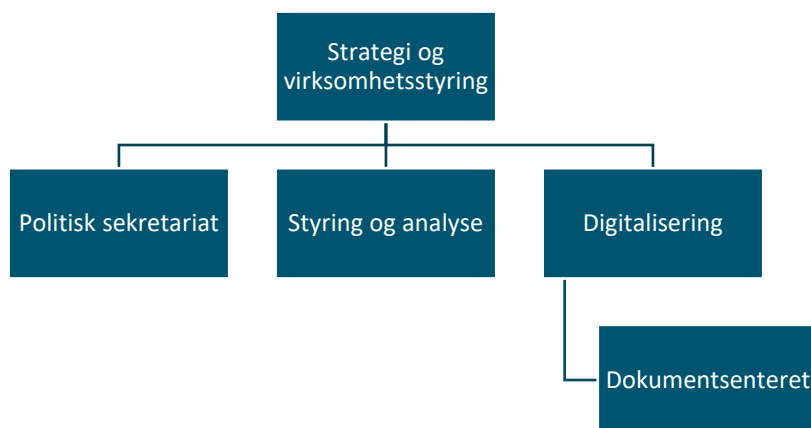 Strategi og
virksomhetsstyring
Politisk sekretariat
Styring og analyse
Digitalisering
Dokumentsenteret